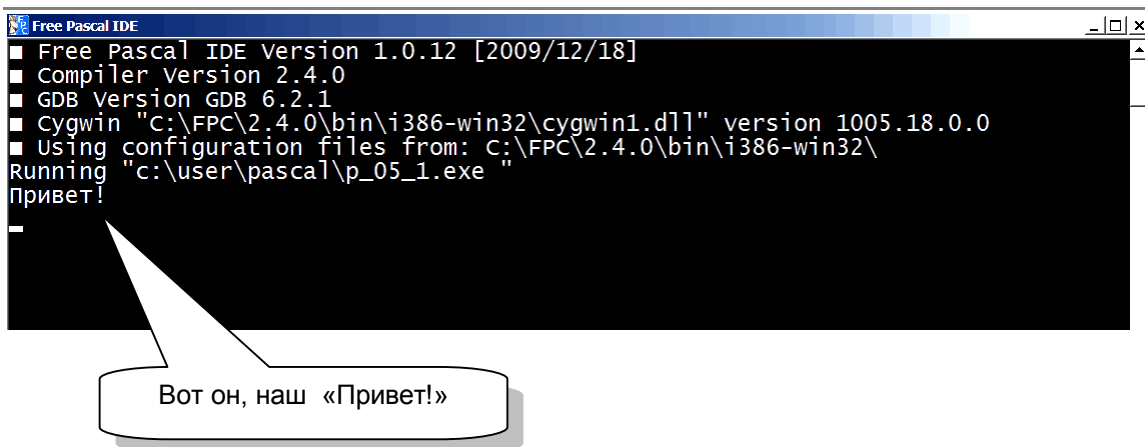 Free Pascal IDE
■ Free Pascal IDE Version 1.0.12 [2009/12/18]
■ Compiler Version 2.4.0
■ GDB Version GDB 6.2.1
■ Cygwin "C:\FPC\2.4.0\bin\i386-win32\cygwin1.dll" version 1005.18.0.0
■ Using configuration files from: C:\FPC\2.4.0\bin\i386-win32\
Running "c:\user\pascal\p_05_1.exe "
Привет!
Вот он, наш «Привет!»